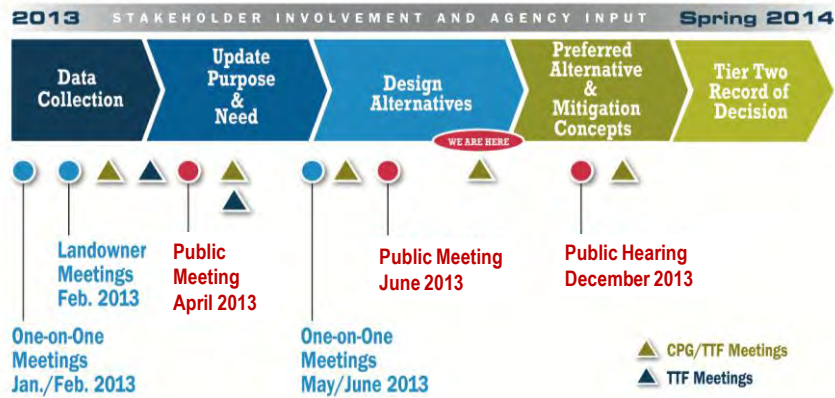 2013 STAKEHOLDER INVOLVEMENT AND AGENCY INPUT Spring 2014
Data
Collection
Update
Purpose
&
Need
Design
Alternatives
Preferred
Alternative
&
Mitigation
Concepts
Tier Two
Record of
Decision
WE ARE HERE
Landowner
Meetings
Feb. 2013
Public
Meeting
April 2013
Public Meeting
June 2013
Public Hearing
December 2013
One-on-One
Meetings
Jan./Feb. 2013
One-on-One
Meetings
May/June 2013
CPG/TTF Meetings
TTF Meetings